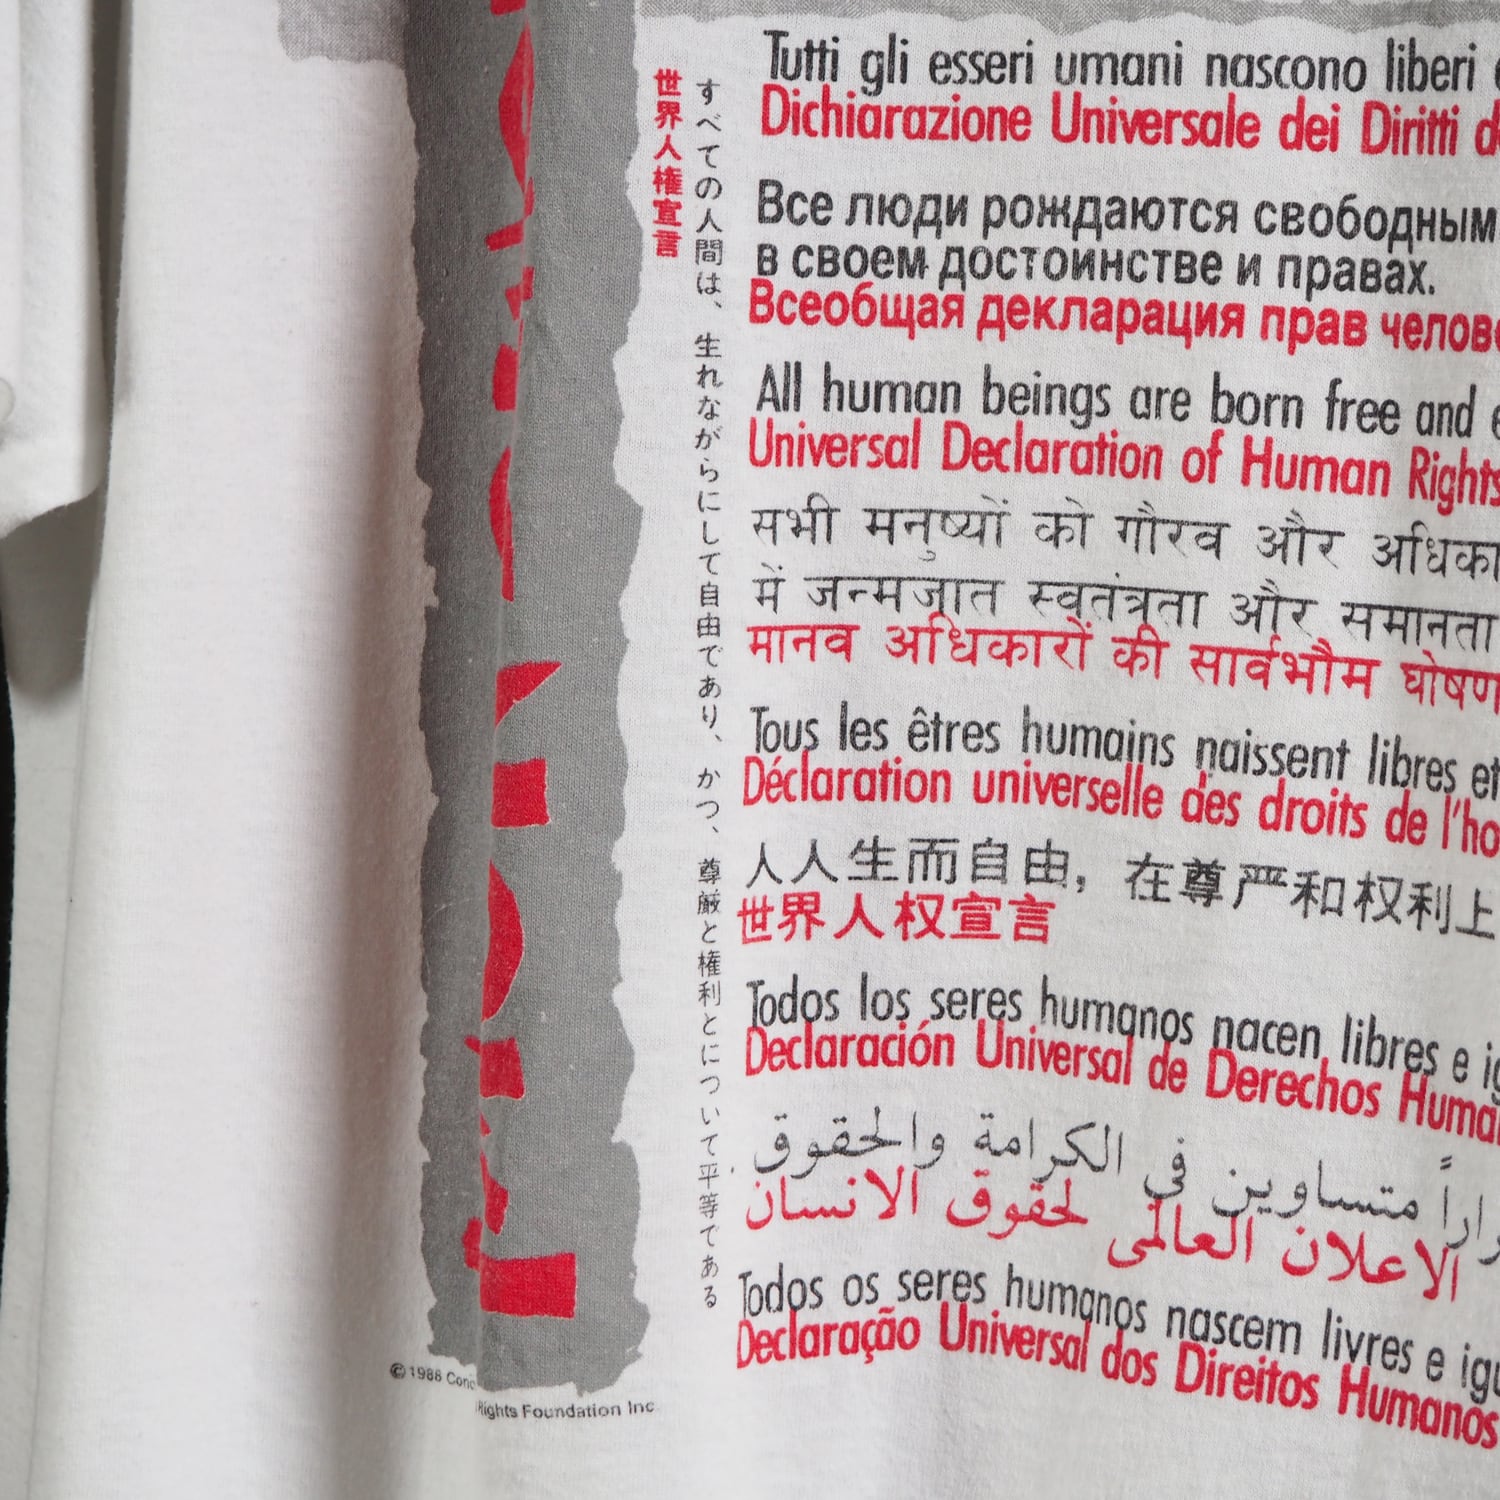 世界人権宣言
すべての人間は、生れながらにして自由であり、かつ、尊厳と権利とについて平等である
Tutti gli esseri umani nascono liberi
Dichiarazione Universale dei Diritti
Все люди рождаются свободным
в своем достоинстве и правах.
Всеобщая декларация прав
All human beings are born free and
Universal Declaration of Human Rights
सभी मनुष्यों को गौरव और
में जन्मजात स्वतंत्रता और समानता
मानव अधिकारों की सार्वभौम
Tous les êtres humains naissent libres et
Déclaration universelle des droits de
人人生而自由，在尊严和权利上
世界人权宣言
Todos los seres humanos nacen libres e
Declaración Universal de Derechos
متساوين في الكرامة والحقوق
الاعلان العالمى لحقوق الانسان
Todos os seres humanos nascem livres e
Declaração Universal dos Direitos Humanos
© 1988
Rights Foundation Inc